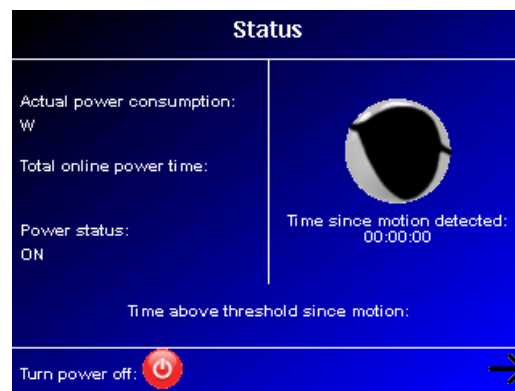 Status
Actual power consumption:
W
Total online power time:
Power status:
ON
Time since motion detected:
00:00:00
Time above threshold since motion:
Turn power off: